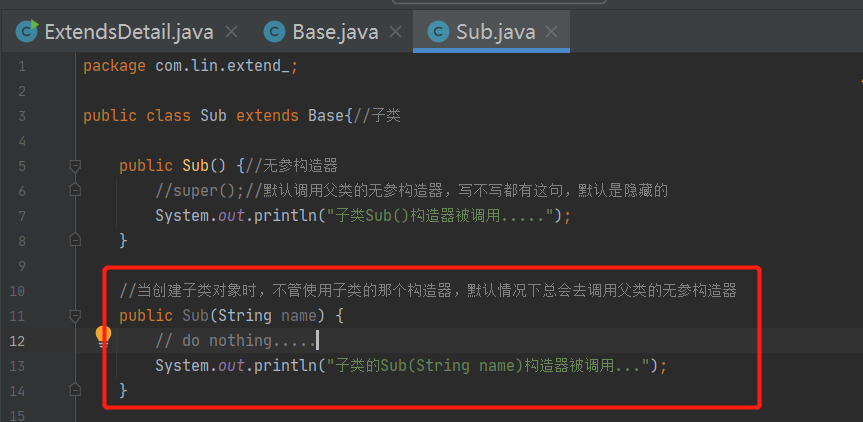 ExtendsDetail.java
Base.java
Sub.java
1 package com.lin.extend_;
2
3 public class Sub extends Base{//子类
4
5 public Sub() {//无参构造器
6 //super();//默认调用父类的无参构造器，写不写都有这句，默认是隐藏的
7 System.out.println("子类Sub()构造器被调用.....");
8 }
9
10 //当创建子类对象时，不管使用子类的那个构造器，默认情况下总会去调用父类的无参构造器
11 public Sub(String name) {
12 // do nothing.....
13 System.out.println("子类的Sub(String name)构造器被调用...");
14 }
15